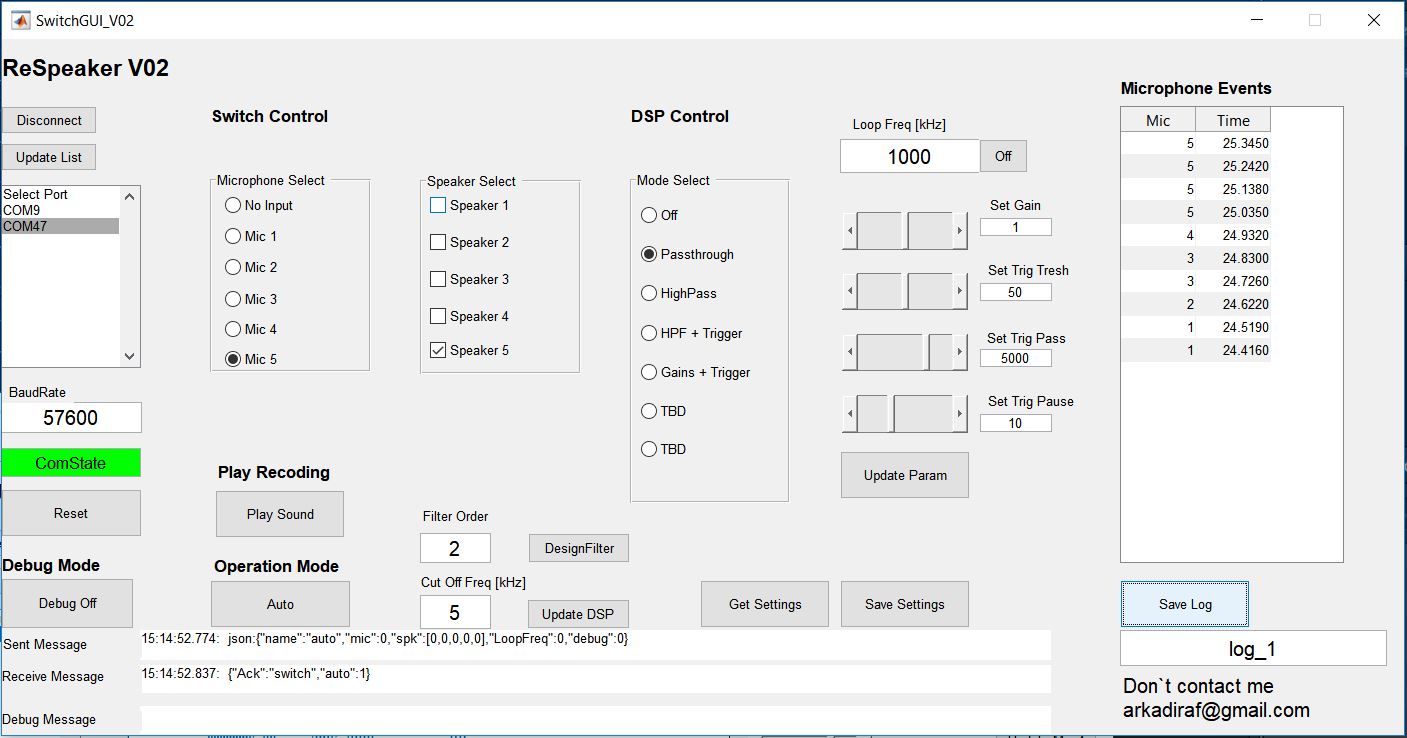 SwitchGUI_V02
ReSpeaker V02
Disconnect
Update List
Select Port
COM9
COM47
BaudRate
57600
ComState
Reset
Debug Mode
Debug Off
Switch Control
Microphone Select
No Input
Mic 1
Mic 2
Mic 3
Mic 4
Mic 5
Speaker Select
Speaker 1
Speaker 2
Speaker 3
Speaker 4
Speaker 5
Play Recoding
Play Sound
Operation Mode
Auto
Filter Order
2
DesignFilter
Cut Off Freq [kHz]
5
Update DSP
DSP Control
Mode Select
Off
Passthrough
HighPass
HPF + Trigger
Gains + Trigger
TBD
TBD
Loop Freq [kHz]
1000
Off
Set Gain
1
Set Trig Tresh
50
Set Trig Pass
5000
Set Trig Pause
10
Update Param
Get Settings
Save Settings
Microphone Events
Mic Time
5 25.3450
5 25.2420
5 25.1380
5 25.0350
4 24.9320
3 24.8300
3 24.7260
2 24.6220
1 24.5190
1 24.4160
Save Log
log_1
Don`t contact me
arkadiraf@gmail.com
Sent Message 15:14:52.774: json:{"name":"auto","mic":0,"spk":[0,0,0,0,0],"LoopFreq":0,"debug":0}
Receive Message 15:14:52.837: {"Ack":"switch","auto":1}
Debug Message